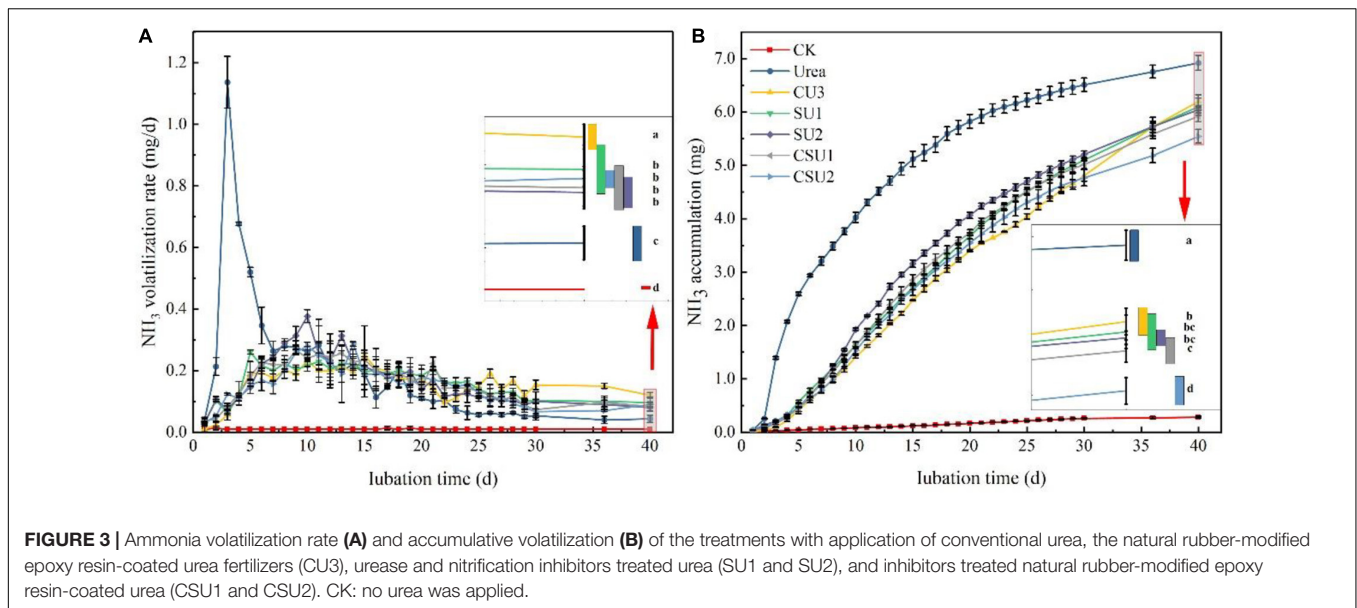 A
B
1.2
1.0
0.8
0.6
0.4
0.2
0.0
NH3 volatilization rate (mg/d)
0 5 10 15 20 25 30 35 40
Iubation time (d)
a
b
b
b
b
c
d
CK
Urea
CU3
SU1
SU2
CSU1
CSU2
7.0
6.0
5.0
4.0
3.0
2.0
1.0
0.0
NH3 accumulation (mg)
0 5 10 15 20 25 30 35 40
Iubation time (d)
a
b
bc
bc
c
d
FIGURE 3 | Ammonia volatilization rate (A) and accumulative volatilization (B) of the treatments with application of conventional urea, the natural rubber-modified
epoxy resin-coated urea fertilizers (CU3), urease and nitrification inhibitors treated urea (SU1 and SU2), and inhibitors treated natural rubber-modified epoxy
resin-coated urea (CSU1 and CSU2). CK: no urea was applied.